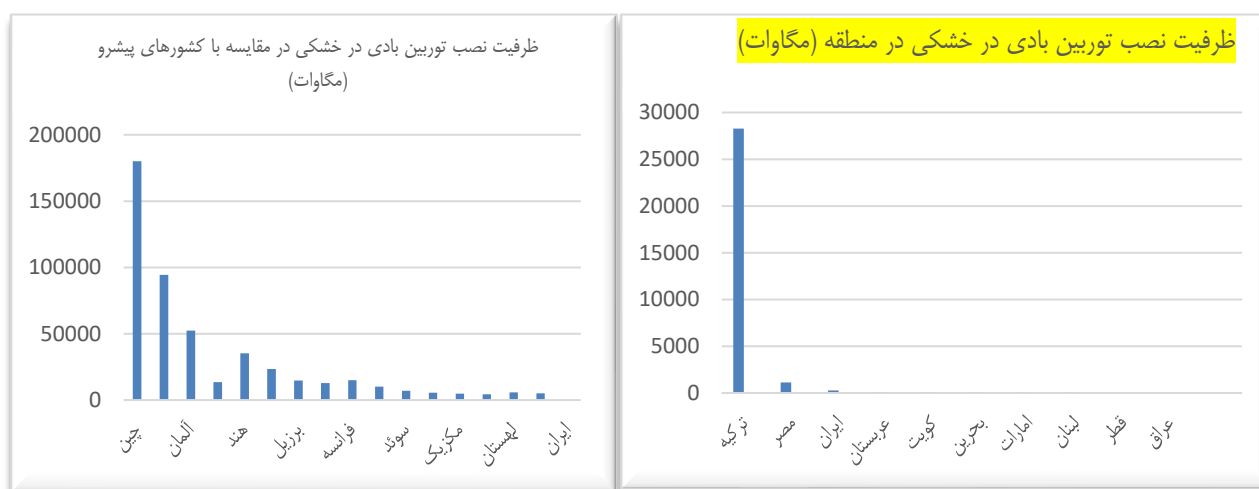 ظرفیت نصب توربین بادی در خشکی در مقایسه با کشورهای پیشرو
(مگاوات)
200000
150000
100000
50000
0
چین
آلمان
هند
برزیل
فرانسه
سوئد
مکزیک
لهستان
ایران
ظرفیت نصب توربین بادی در خشکی در منطقه (مگاوات)
30000
25000
20000
15000
10000
5000
0
ترکیه
مصر
ایران
عربستان
کویت
بحرین
امارات
لبنان
قطر
عراق